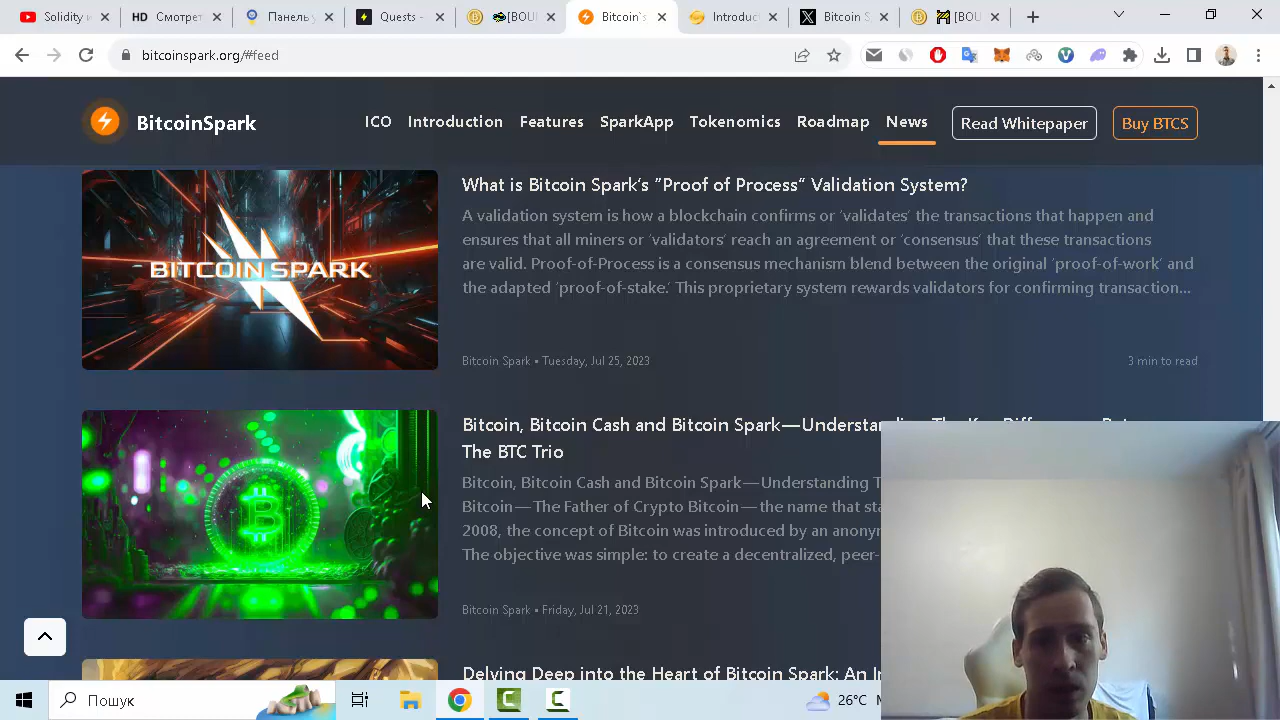 Solidity и
HD Смотрет
Панель у
Quests -
[BOU
Bitcoin's
Introduct
Bitcoin S
[BOU
bitcoinspark.org/#feed
BitcoinSpark
ICO
Introduction
Features
SparkApp
Tokenomics
Roadmap
News
Read Whitepaper
Buy BTCS
BITCOIN SPARK
What is Bitcoin Spark's "Proof of Process" Validation System?
A validation system is how a blockchain confirms or 'validates' the transactions that happen and
ensures that all miners or 'validators' reach an agreement or 'consensus' that these transactions
are valid. Proof-of-Process is a consensus mechanism blend between the original 'proof-of-work' and
the adapted 'proof-of-stake.' This proprietary system rewards validators for confirming transaction...
Bitcoin Spark • Tuesday, Jul 25, 2023
3 min to read
Bitcoin, Bitcoin Cash and Bitcoin Spark—Understanding The Key Differences
The BTC Trio
Bitcoin, Bitcoin Cash and Bitcoin Spark—Understanding T
Bitcoin—The Father of Crypto Bitcoin—the name that sta
2008, the concept of Bitcoin was introduced by an anony
The objective was simple: to create a decentralized, peer-
Bitcoin Spark • Friday, Jul 21, 2023
Delving Deep into the Heart of Bitcoin Spark: An In
Пошук
26°C